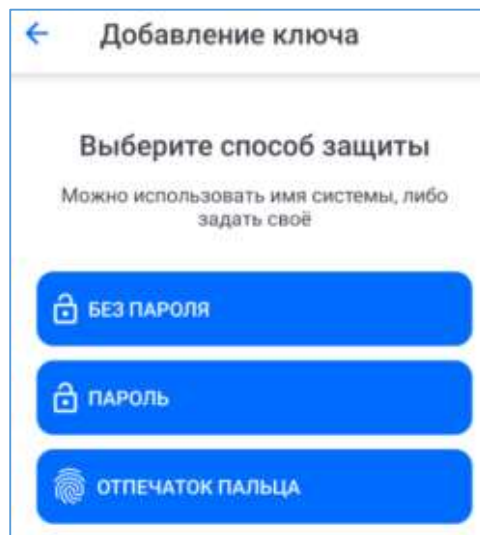 Добавление ключа
Выберите способ защиты
Можно использовать имя системы, либо
задать своё
БЕЗ ПАРОЛЯ
ПАРОЛЬ
ОТПЕЧАТОК ПАЛЬЦА